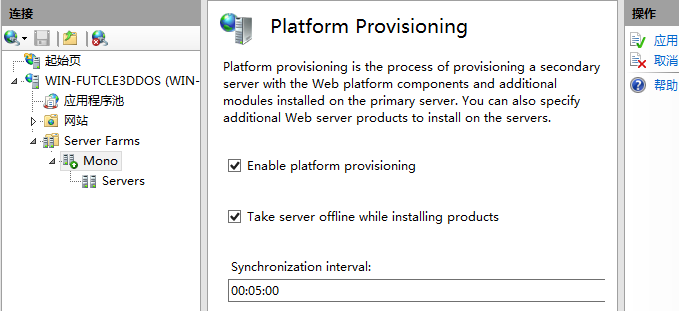 连接
起始页
WIN-FUTCLE3DDOS (WIN-
应用程序池
网站
Server Farms
Mono
Servers
Platform Provisioning
Platform provisioning is the process of provisioning a secondary
server with the Web platform components and additional
modules installed on the primary server. You can also specify
additional Web server products to install on the servers.
Enable platform provisioning
Take server offline while installing products
Synchronization interval:
00:05:00
操作
应用
取消
帮助